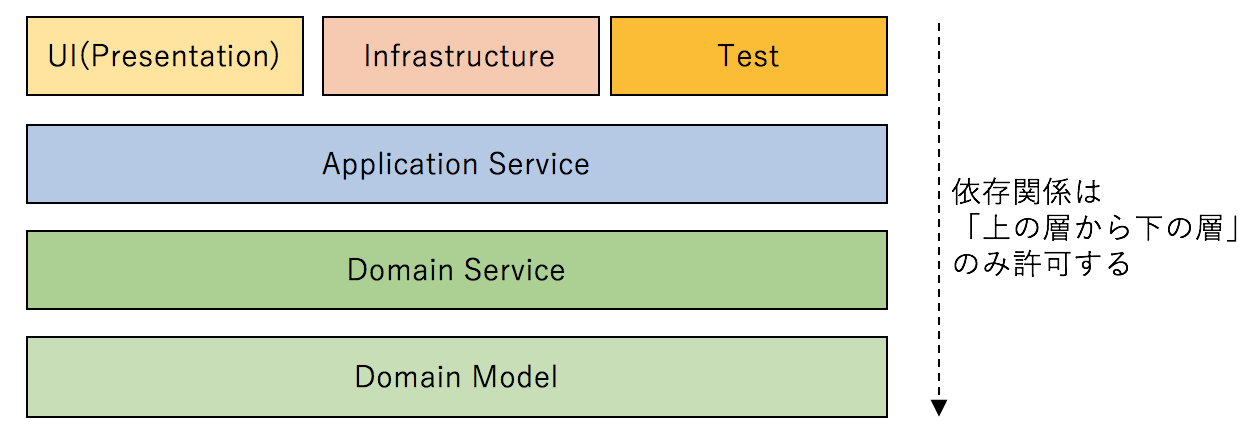 UI(Presentation)
Infrastructure
Test
Application Service
Domain Service
Domain Model
依存関係は
「上の層から下の層」
のみ許可する